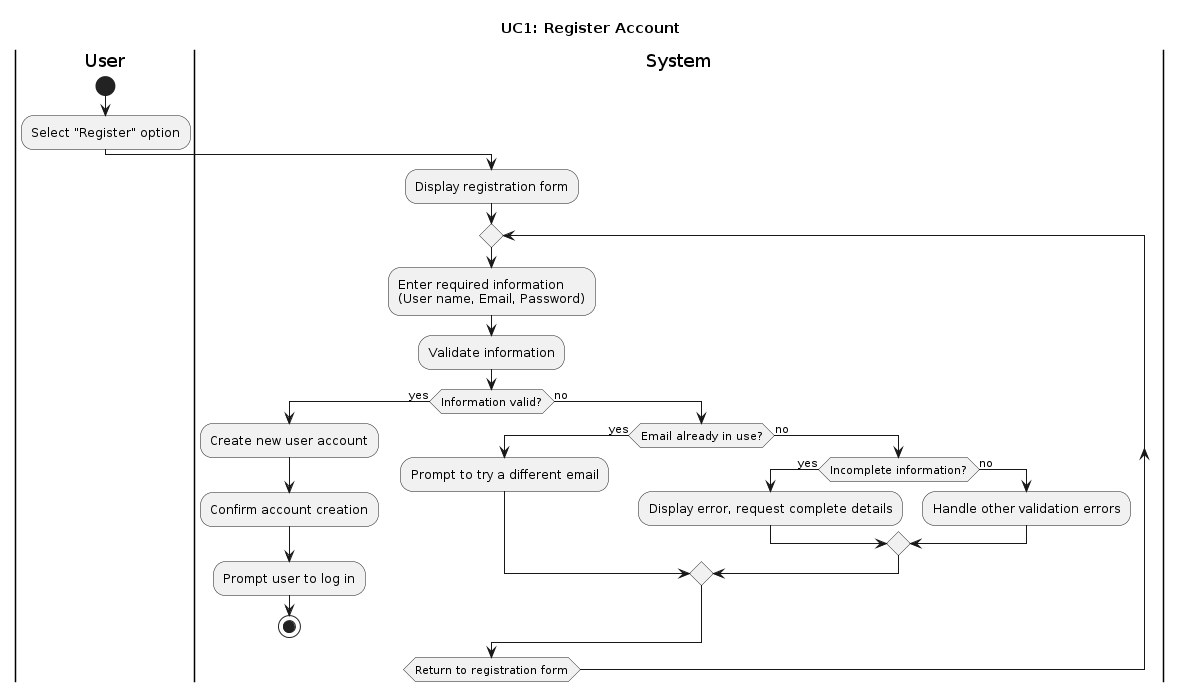 UC1: Register Account
User
System
Select "Register" option
Display registration form
Enter required information
(User name, Email, Password)
Validate information
yes
Information valid?
no
Create new user account
yes
Email already in use?
no
Prompt to try a different email
yes
Incomplete information?
no
Display error, request complete details
Handle other validation errors
Confirm account creation
Prompt user to log in
Return to registration form